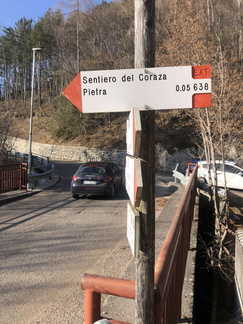 SAT
Sentiero del Coraza
Pietra 0.05 638